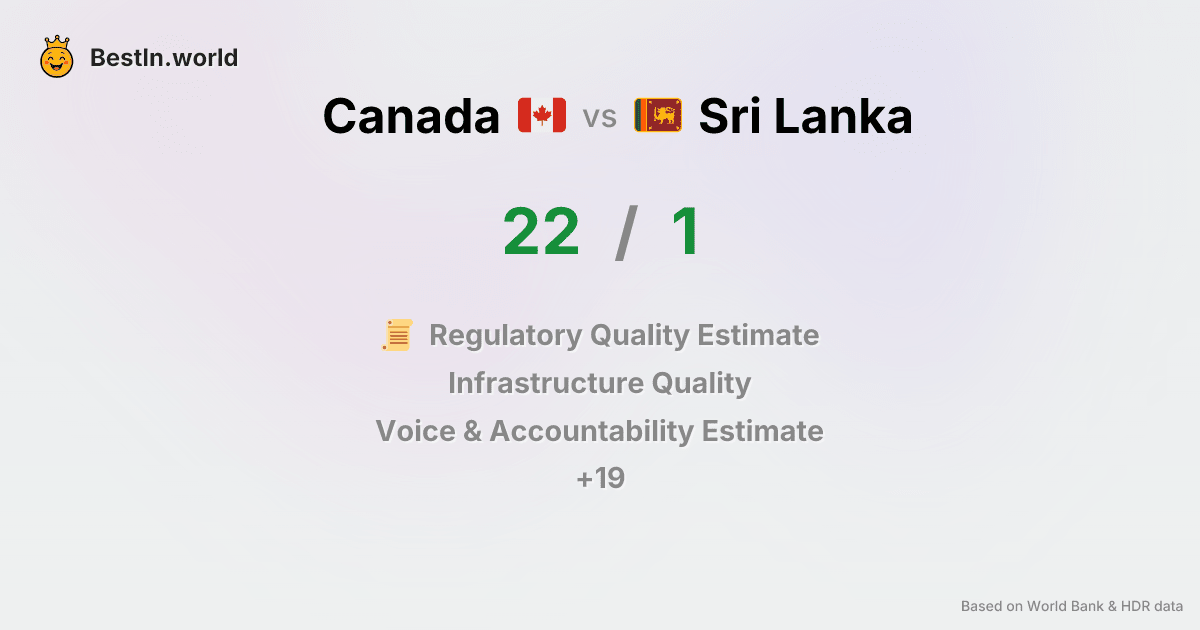 BestIn.world
Canada vs Sri Lanka
22 / 1
Regulatory Quality Estimate
Infrastructure Quality
Voice & Accountability Estimate
+19
Based on World Bank & HDR data